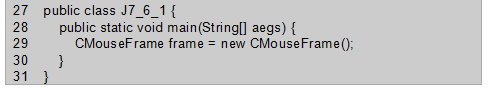 27 public class J7_6_1 {
28 public static void main(String[] aegs) {
29 CMouseFrame frame = new CMouseFrame();
30 }
31 }